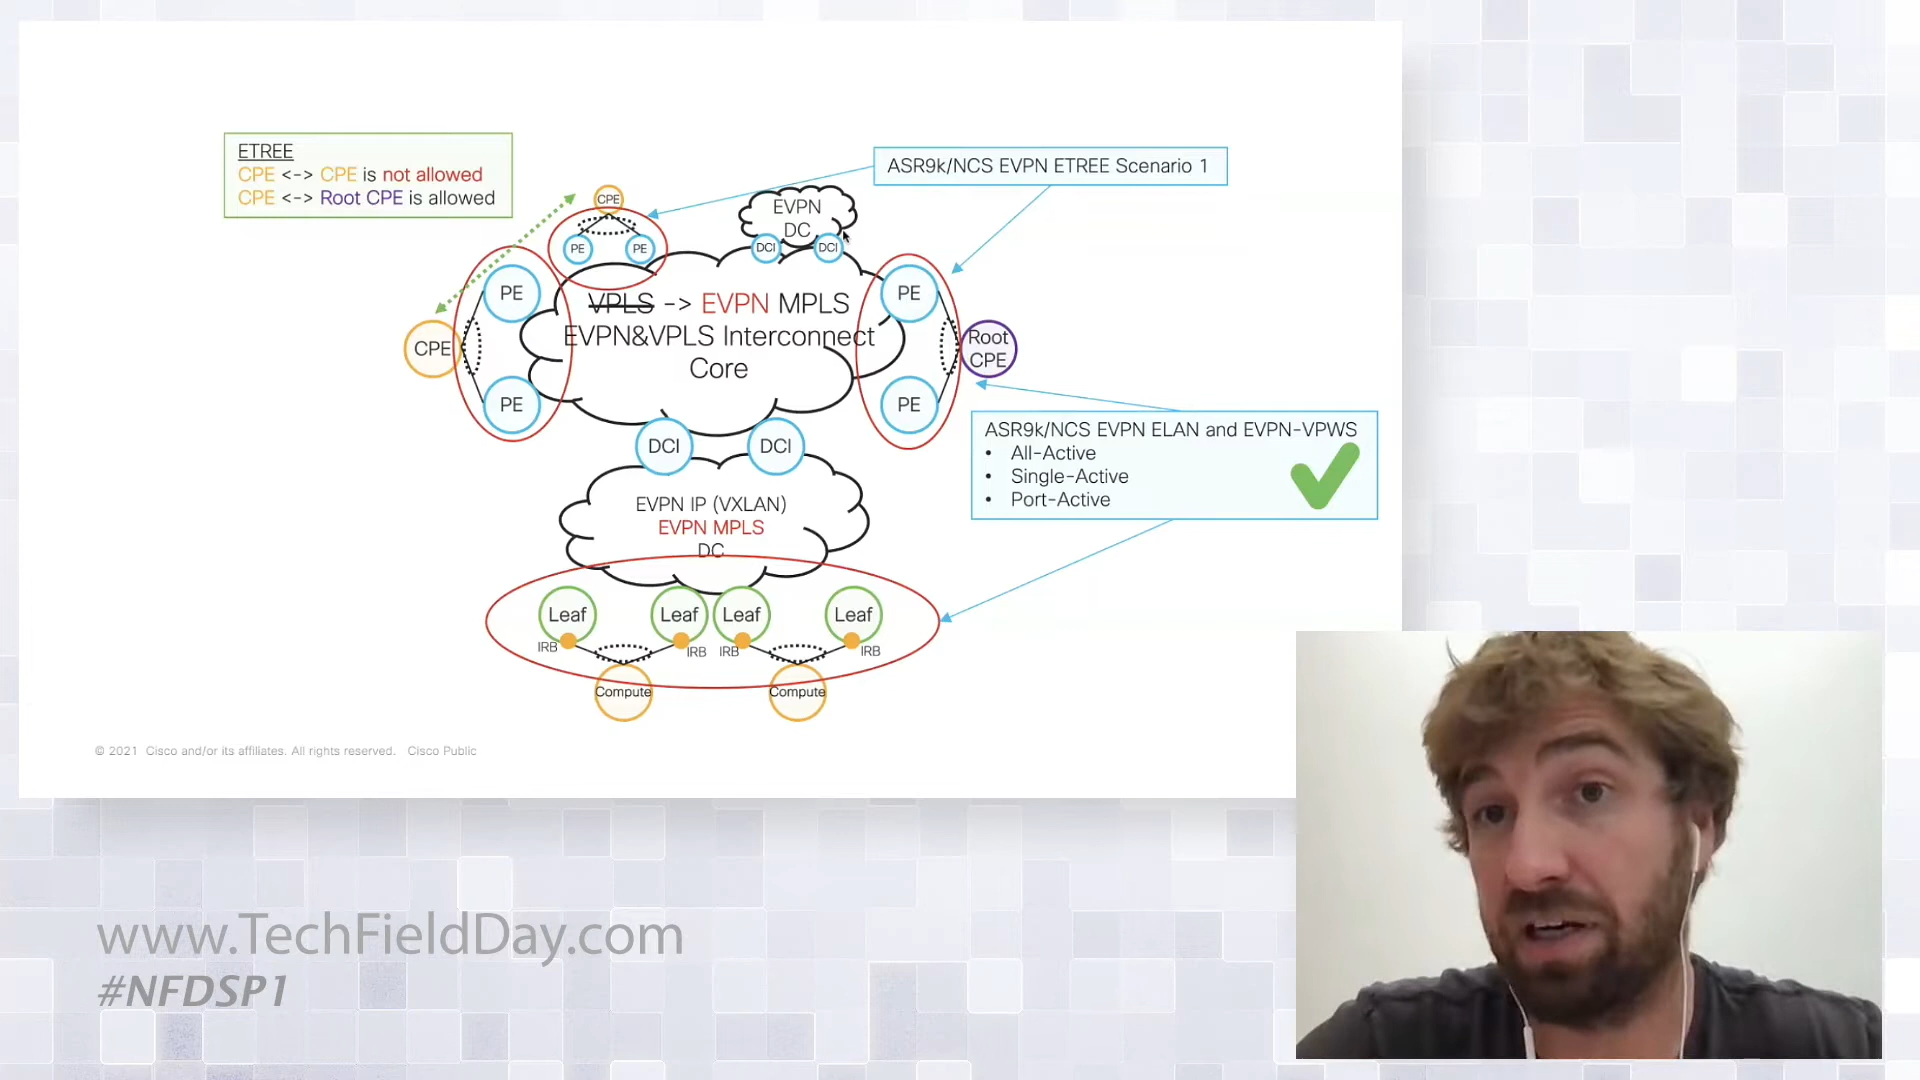 ETREE
CPE <-> CPE is not allowed
CPE <-> Root CPE is allowed
ASR9k/NCS EVPN ETREE Scenario 1
CPE
PE
PE
EVPN
DC
DCI
DCI
PE
PE
CPE
VPLS -> EVPN MPLS
EVPN&VPLS Interconnect
Core
PE
PE
Root
CPE
DCI
DCI
ASR9k/NCS EVPN ELAN and EVPN-VPWS
• All-Active
• Single-Active
• Port-Active
EVPN IP (VXLAN)
EVPN MPLS
DC
Leaf
Leaf
Leaf
Leaf
IRB
IRB
IRB
IRB
Compute
Compute
© 2021 Cisco and/or its affiliates. All rights reserved. Cisco Public
www.TechFieldDay.com
#NFDSP1